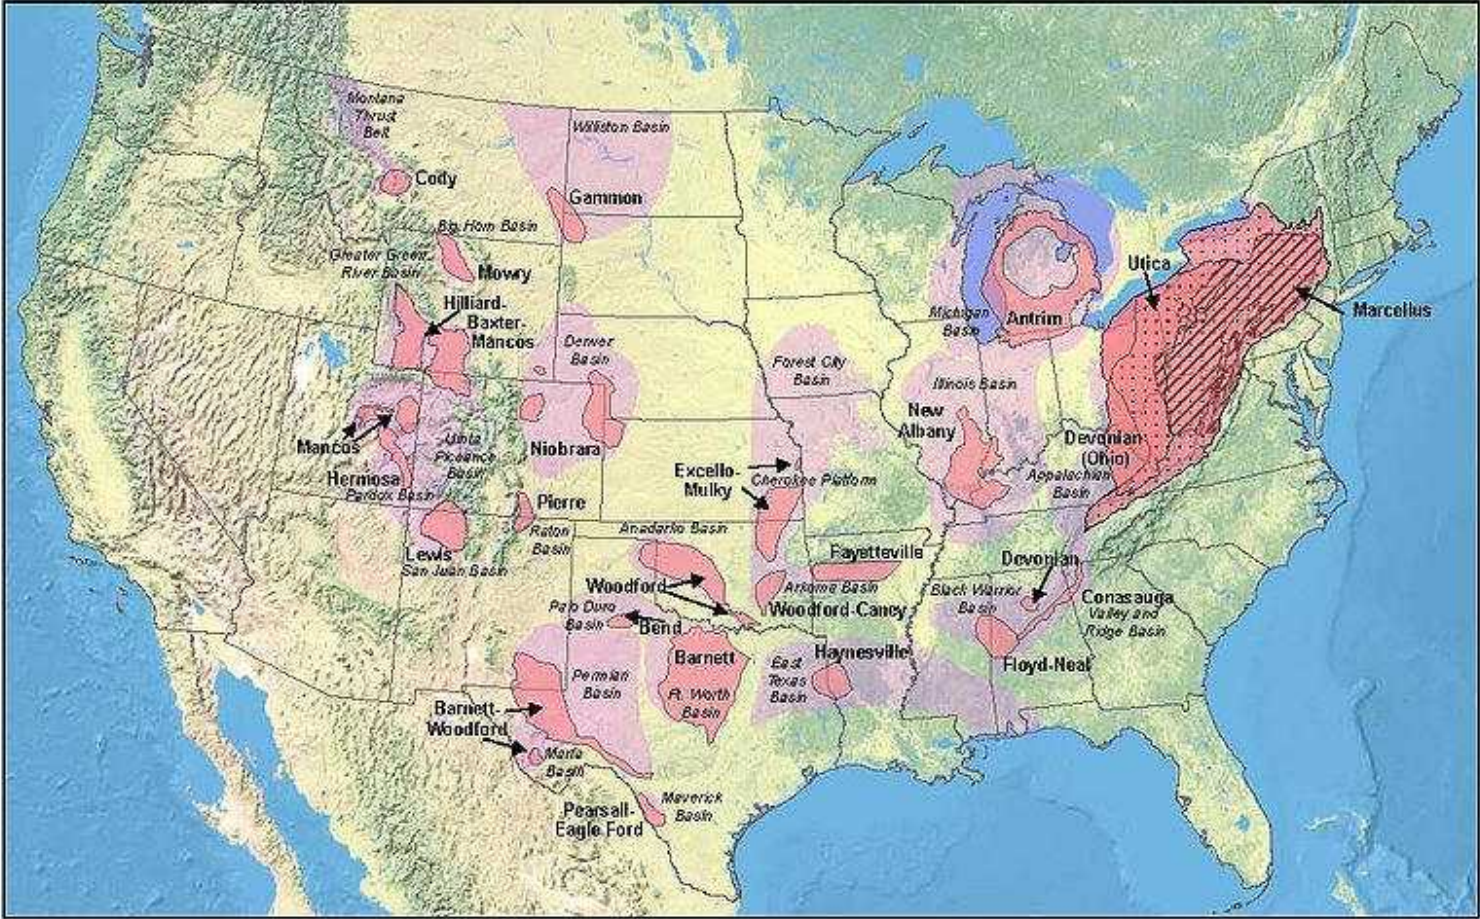 Montana
Thrust
Belt
Williston Basin
Cody
Gammon
Big Horn Basin
Greater Green
River Basin
Mowry
Utica
Hilliard-
Baxter-
Mancos
Michigan
Basin
Antrim
Marcellus
Denver
Basin
Forest City
Basin
Illinois Basin
New
Albany
Mancos
Uinta
Piceance
Basin
Niobrara
Devonian
(Ohio)
Excello-
Mulky
Cherokee Platform
Appalachian
Basin
Hermosa
Pardox Basin
Pierre
Raton
Basin
Anadarko Basin
Lewis
San Juan Basin
Fayetteville
Devonian
Woodford
Arkoma Basin
Woodford-Caney
Black Warrior
Basin
Conasauga
Valley and
Ridge Basin
Palo Duro
Basin
Bend
Barnett
Haynesville
East
Texas
Basin
Floyd-Neal
Permian
Basin
Ft. Worth
Basin
Barnett-
Woodford
Marfa
Basin
Pearsall-
Eagle Ford
Maverick
Basin